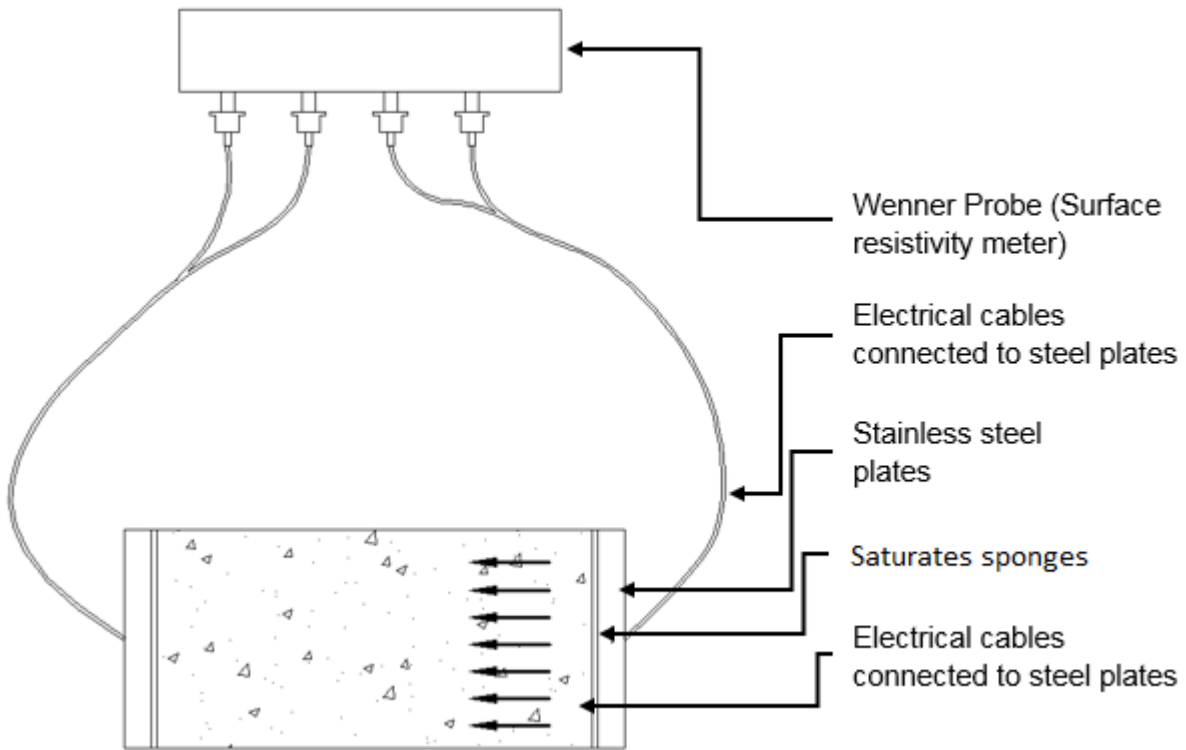 Wenner Probe (Surface
resistivity meter)
Electrical cables
connected to steel plates
Stainless steel
plates
Saturates sponges
Electrical cables
connected to steel plates